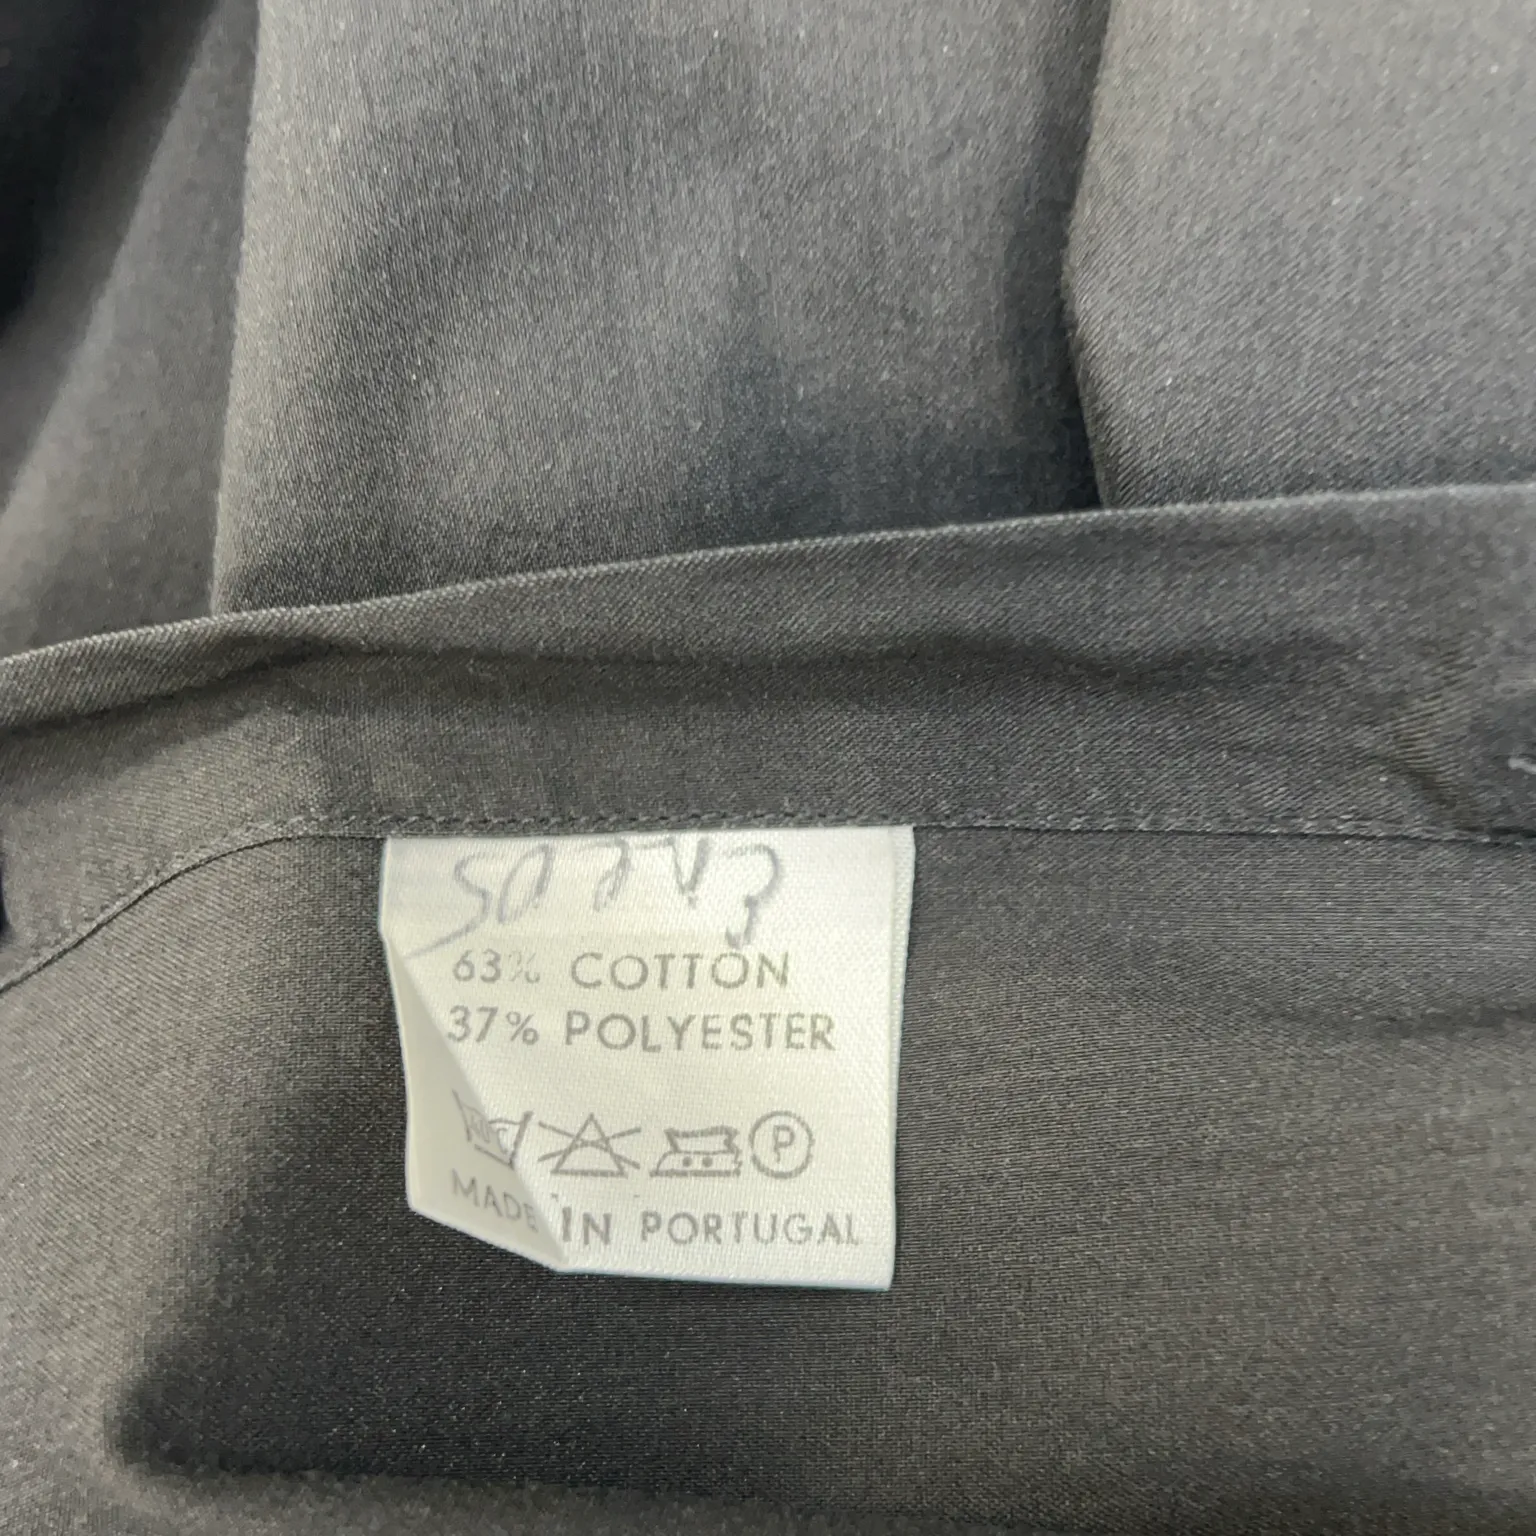 63% COTTON
37% POLYESTER
P
MADE IN PORTUGAL